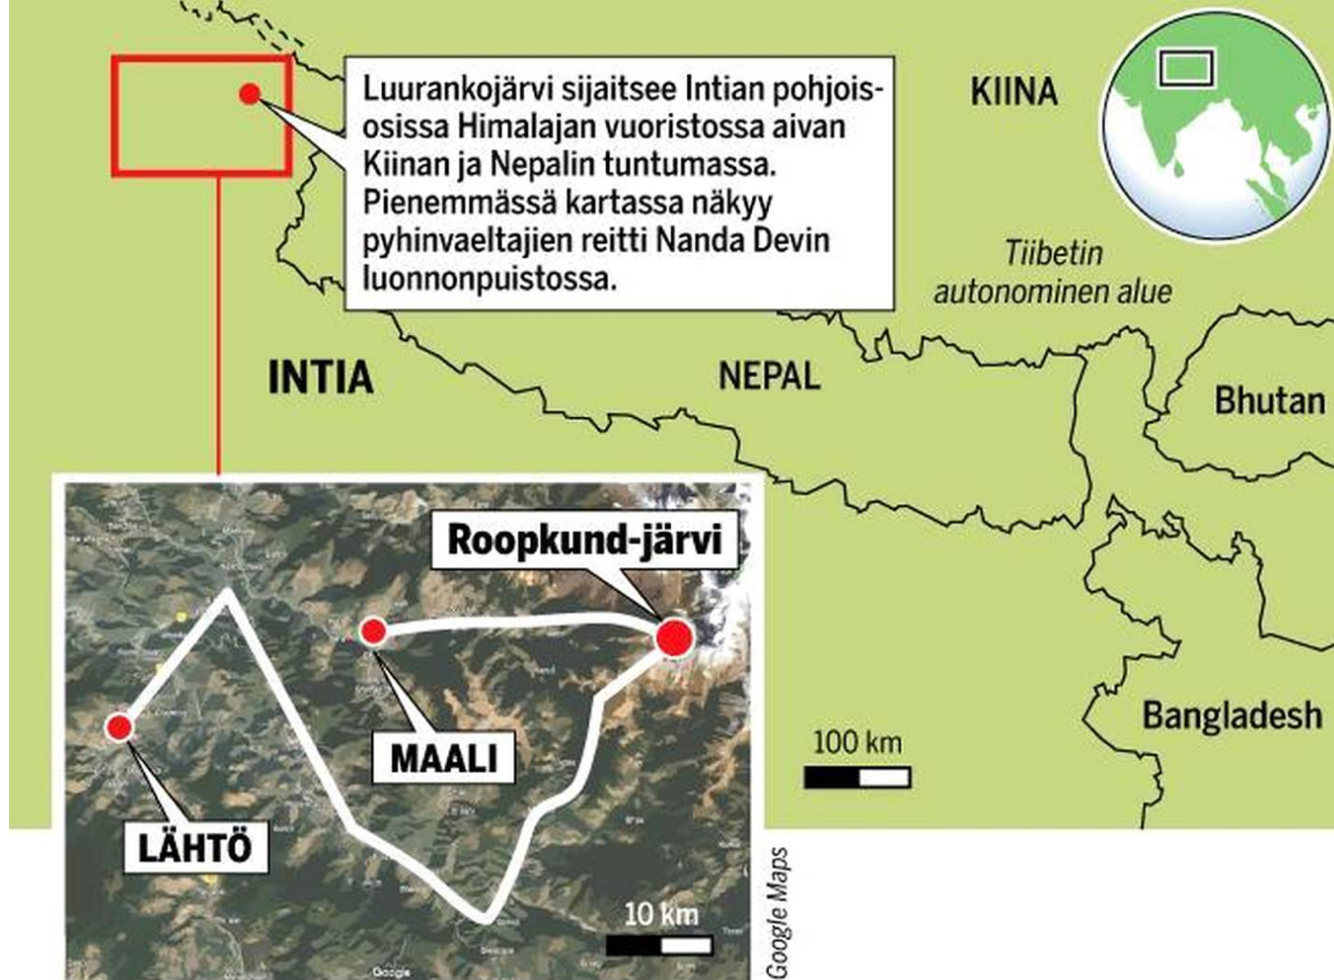 Luurankojärvi sijaitsee Intian pohjois-
osissa Himalajan vuoristossa aivan
Kiinan ja Nepalin tuntumassa.
Pienemmässä kartassa näkyy
pyhinvaeltajien reitti Nanda Devin
luonnonpuistossa.
KIINA
Tiibetin
autonominen alue
INTIA
NEPAL
Bhutan
Bangladesh
100 km
Roopkund-järvi
MAALI
LÄHTÖ
10 km
Google
Google Maps